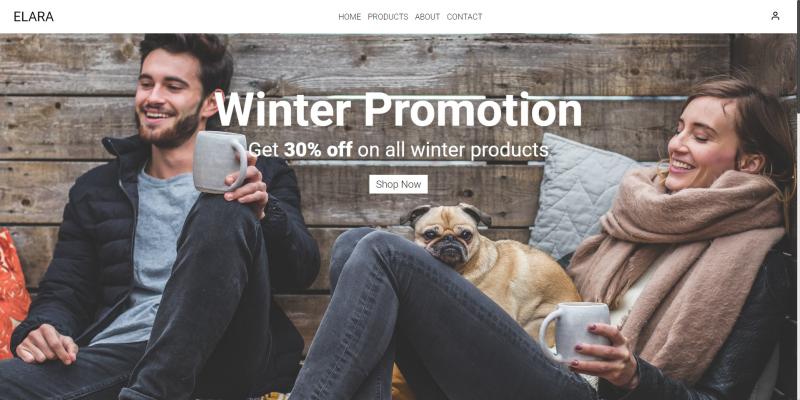 ELARA
HOME PRODUCTS ABOUT CONTACT
Winter Promotion
Get 30% off on all winter products
Shop Now